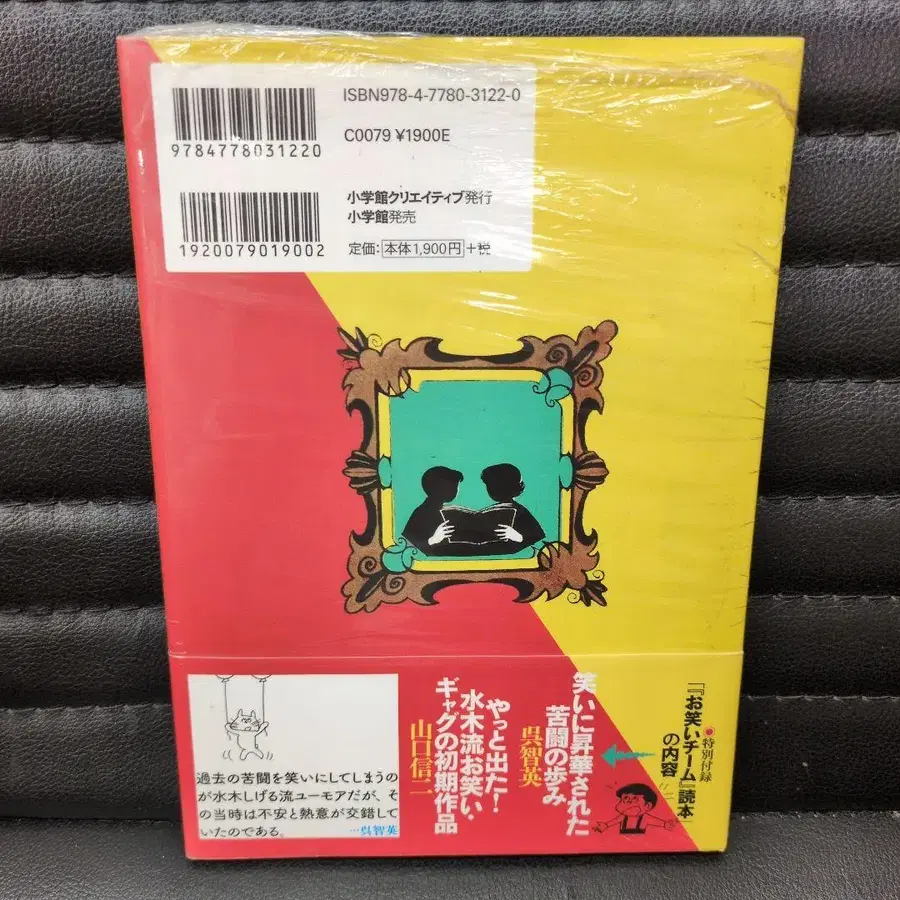 ISBN978-4-7780-3122-0
C0079 ¥1900E
9784778031220
小学館クリエイティブ発行
小学館発売
定価：本体1,900円+税
1920079019002
●特別付録
『「お笑いチーム」読本』
の内容
笑いに昇華された
苦闘の歩み
呉智英
やっと出た！
水木流お笑い
ギャグの初期作品
山口信二
過去の苦闘を笑いにしてしまうの
が水木しげる流ユーモアだが、そ
の当時は不安と熱意が交錯して
いたのである。
…呉智英